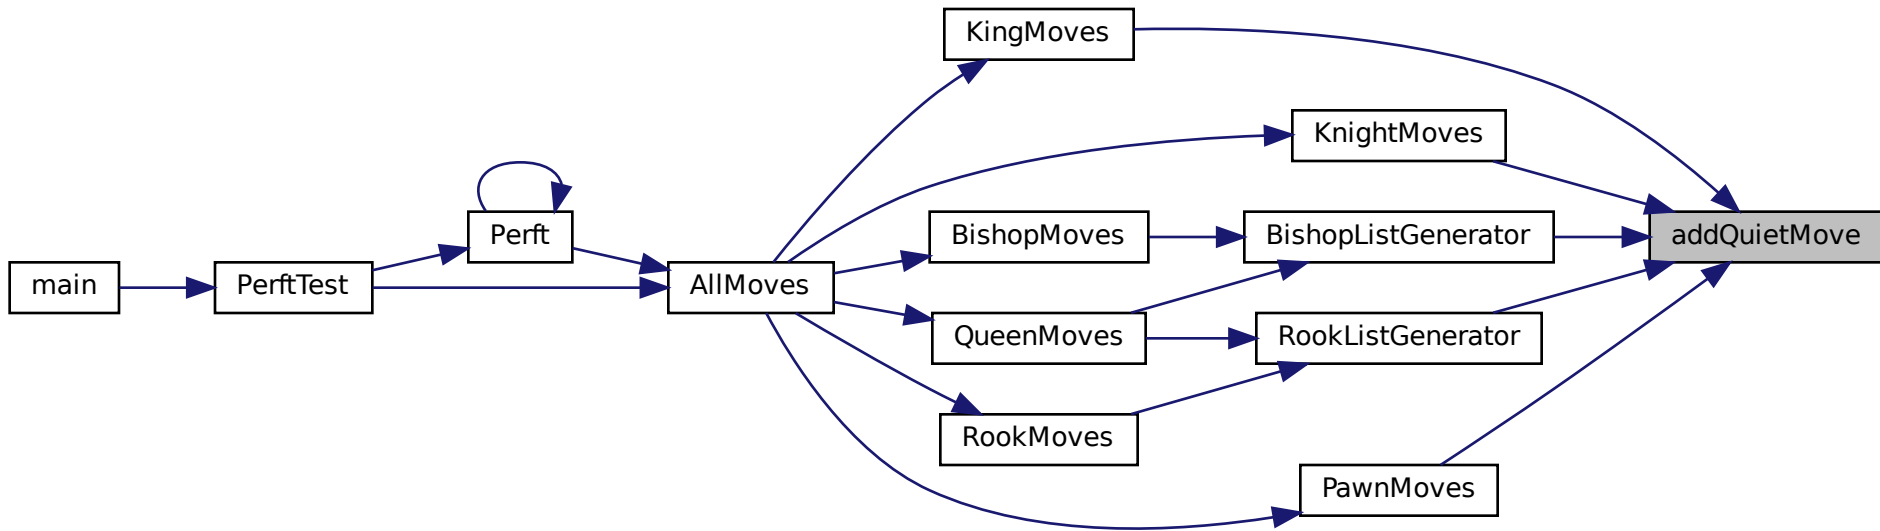 KingMoves
KnightMoves
Perft
BishopMoves
BishopListGenerator
addQuietMove
main
PerftTest
AllMoves
QueenMoves
RookListGenerator
RookMoves
PawnMoves